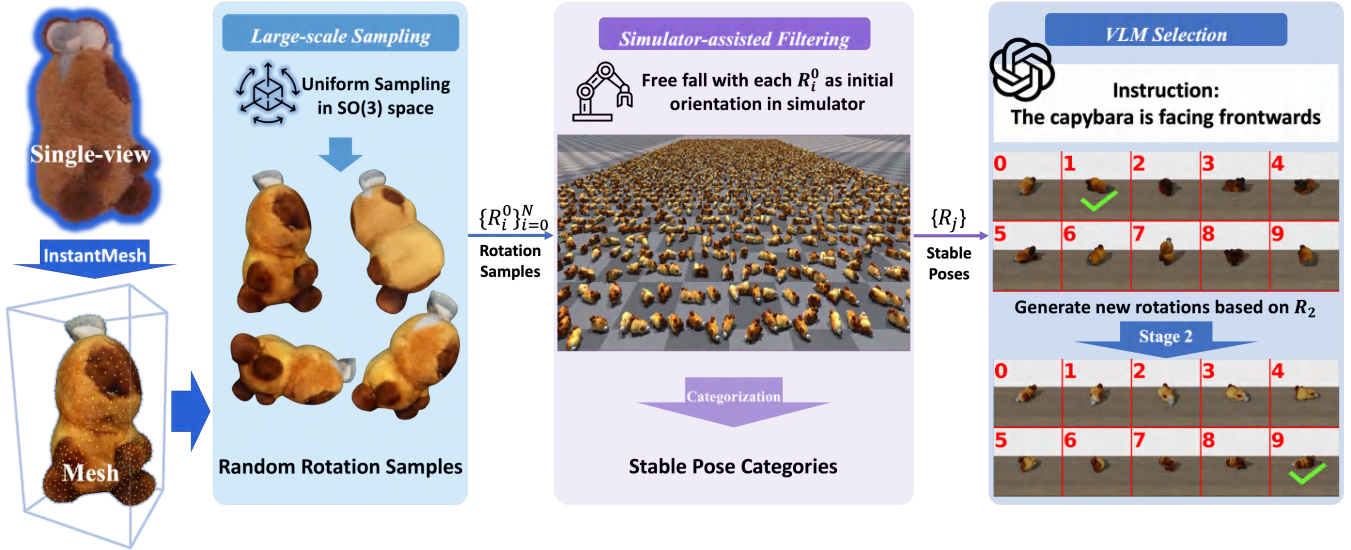 Single-view
InstantMesh
Mesh
Large-scale Sampling
Uniform Sampling
in SO(3) space
Random Rotation Samples
{R_i^0}_{i=0}^N
Rotation
Samples
Simulator-assisted Filtering
Free fall with each R_i^0 as initial
orientation in simulator
Categorization
Stable Pose Categories
{R_j}
Stable
Poses
VLM Selection
Instruction:
The capybara is facing frontwards
0 1 2 3 4
5 6 7 8 9
Generate new rotations based on R_2
Stage 2
0 1 2 3 4
5 6 7 8 9